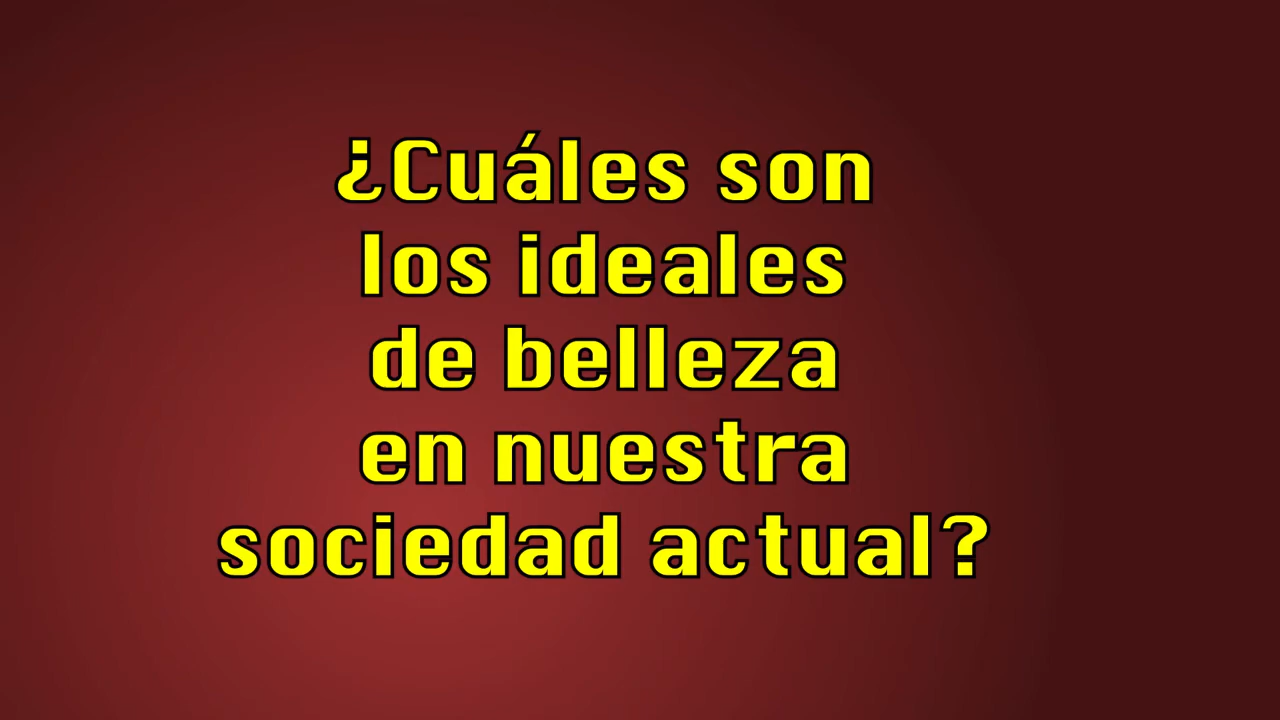 ¿Cuáles son
los ideales
de belleza
en nuestra
sociedad actual?